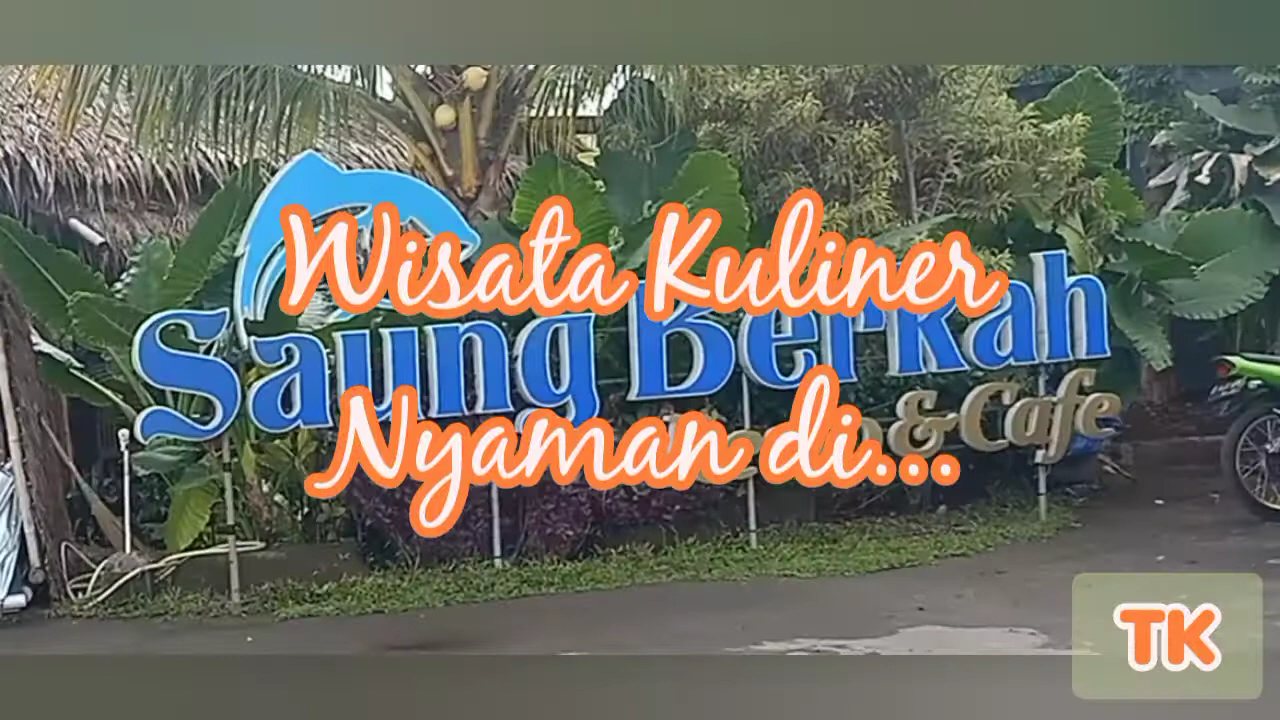 Wisata Kuliner
Saung Berkah
& Cafe
Nyaman di...
TK